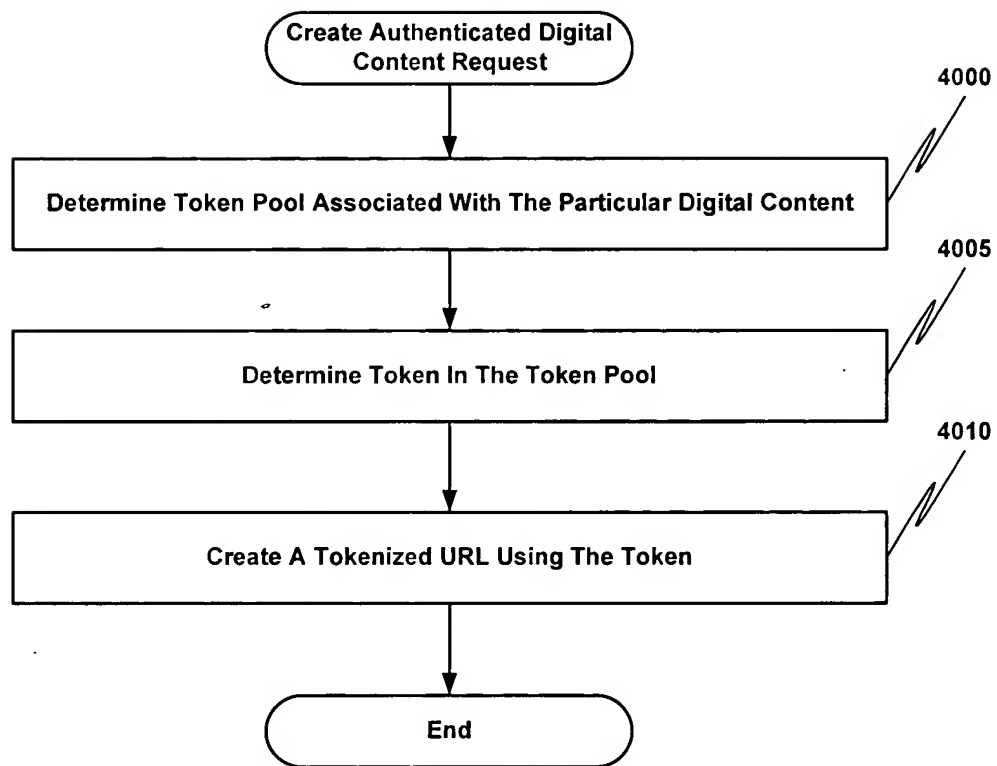 Create Authenticated Digital
Content Request
4000
Determine Token Pool Associated With The Particular Digital Content
4005
Determine Token In The Token Pool
4010
Create A Tokenized URL Using The Token
End